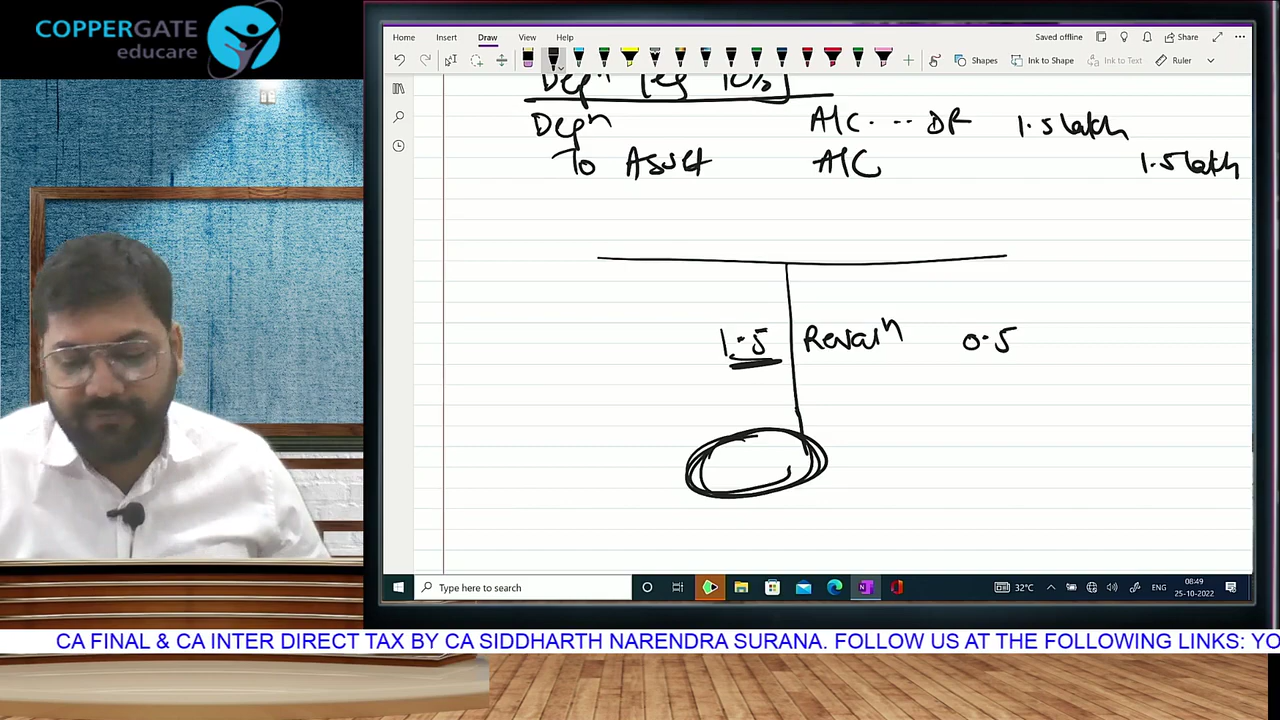 COPPERGATE
educare
Home Insert Draw View Help
Saved offline Share
Shapes Ink to Shape Ink to Text Ruler
Depn [eg 10%]
Depn A/C. -- DR 1.5 lakh
To Asset A/C 1.5 lakh
1.5 Revaln 0.5
Type here to search
32°C ENG 08:49
25-10-2022
CA FINAL & CA INTER DIRECT TAX BY CA SIDDHARTH NARENDRA SURANA. FOLLOW US AT THE FOLLOWING LINKS: YO